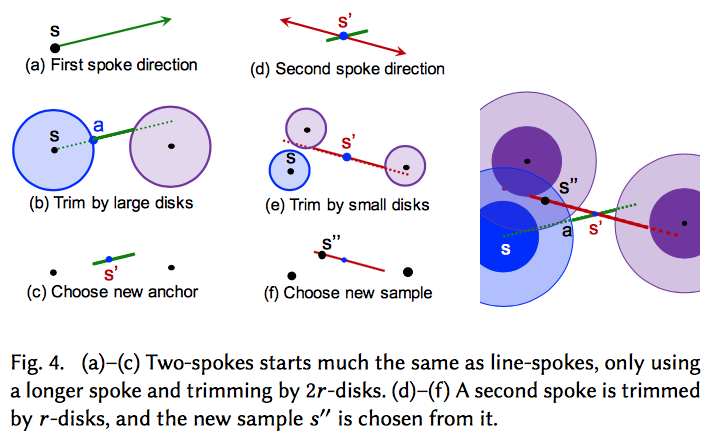 s
(a) First spoke direction
s'
(d) Second spoke direction
s
a
(b) Trim by large disks
s'
s
(e) Trim by small disks
s'
(c) Choose new anchor
s''
(f) Choose new sample
s''
a
s'
s
Fig. 4. (a)–(c) Two-spokes starts much the same as line-spokes, only using
a longer spoke and trimming by 2r-disks. (d)–(f) A second spoke is trimmed
by r-disks, and the new sample s″ is chosen from it.